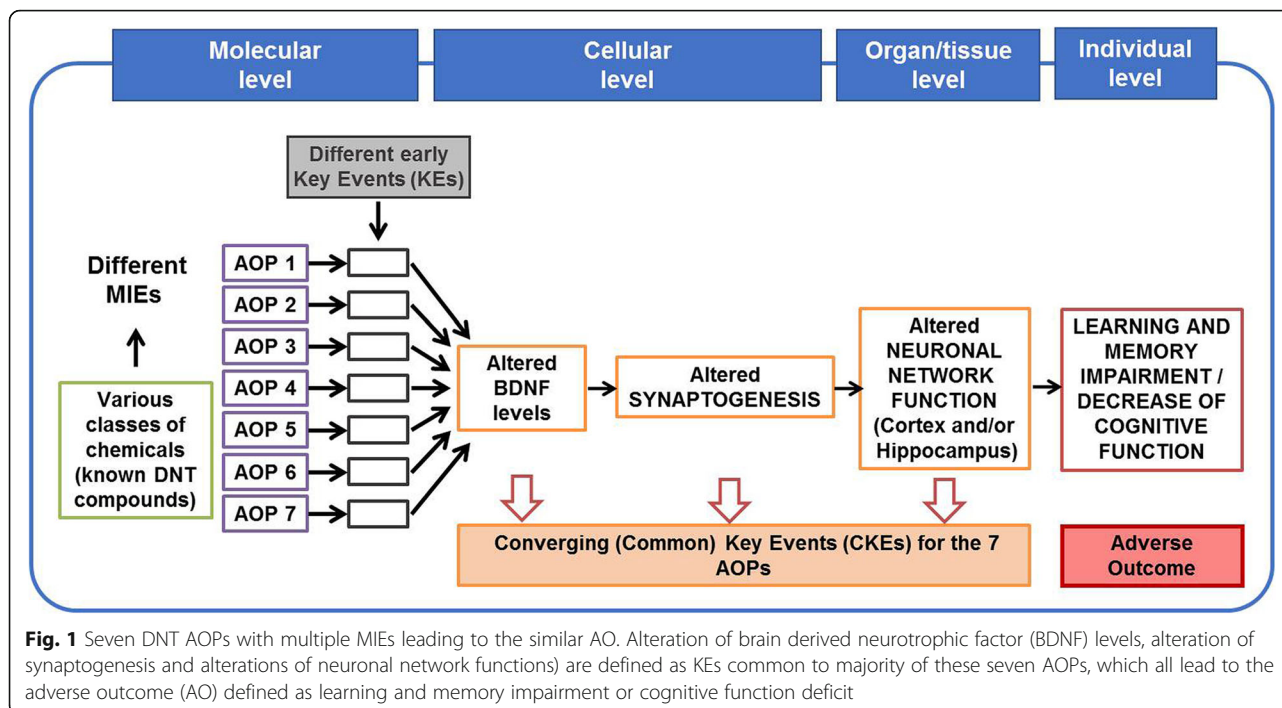 Molecular
level
Cellular
level
Organ/tissue
level
Individual
level
Different early
Key Events (KEs)
Different
MIEs
Various
classes of
chemicals
(known DNT
compounds)
AOP 1
AOP 2
AOP 3
AOP 4
AOP 5
AOP 6
AOP 7
Altered
BDNF
levels
Altered
SYNAPTOGENESIS
Altered
NEURONAL
NETWORK
FUNCTION
(Cortex and/or
Hippocampus)
LEARNING AND
MEMORY
IMPAIRMENT /
DECREASE OF
COGNITIVE
FUNCTION
Converging (Common) Key Events (CKEs) for the 7
AOPs
Adverse
Outcome
Fig. 1 Seven DNT AOPs with multiple MIEs leading to the similar AO. Alteration of brain derived neurotrophic factor (BDNF) levels, alteration of
synaptogenesis and alterations of neuronal network functions) are defined as KEs common to majority of these seven AOPs, which all lead to the
adverse outcome (AO) defined as learning and memory impairment or cognitive function deficit